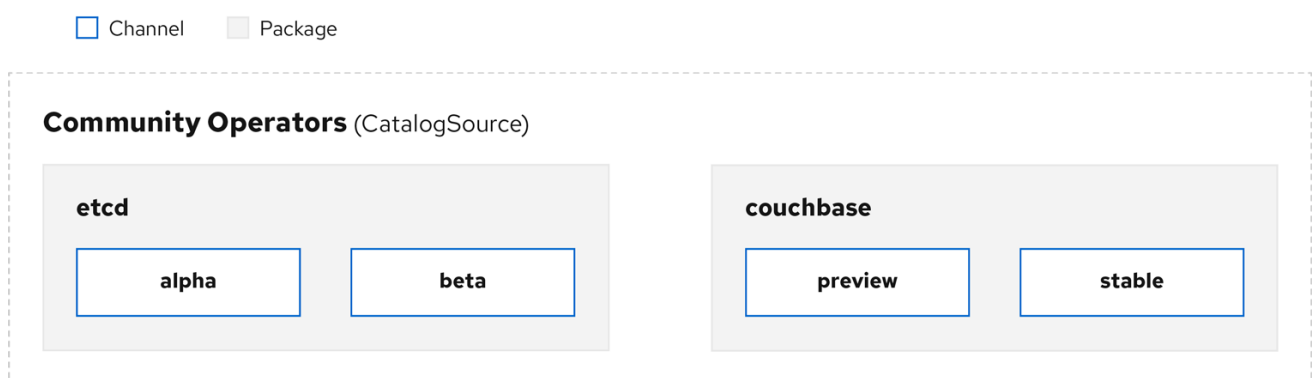 Channel Package
Community Operators (CatalogSource)
etcd couchbase
alpha beta preview stable